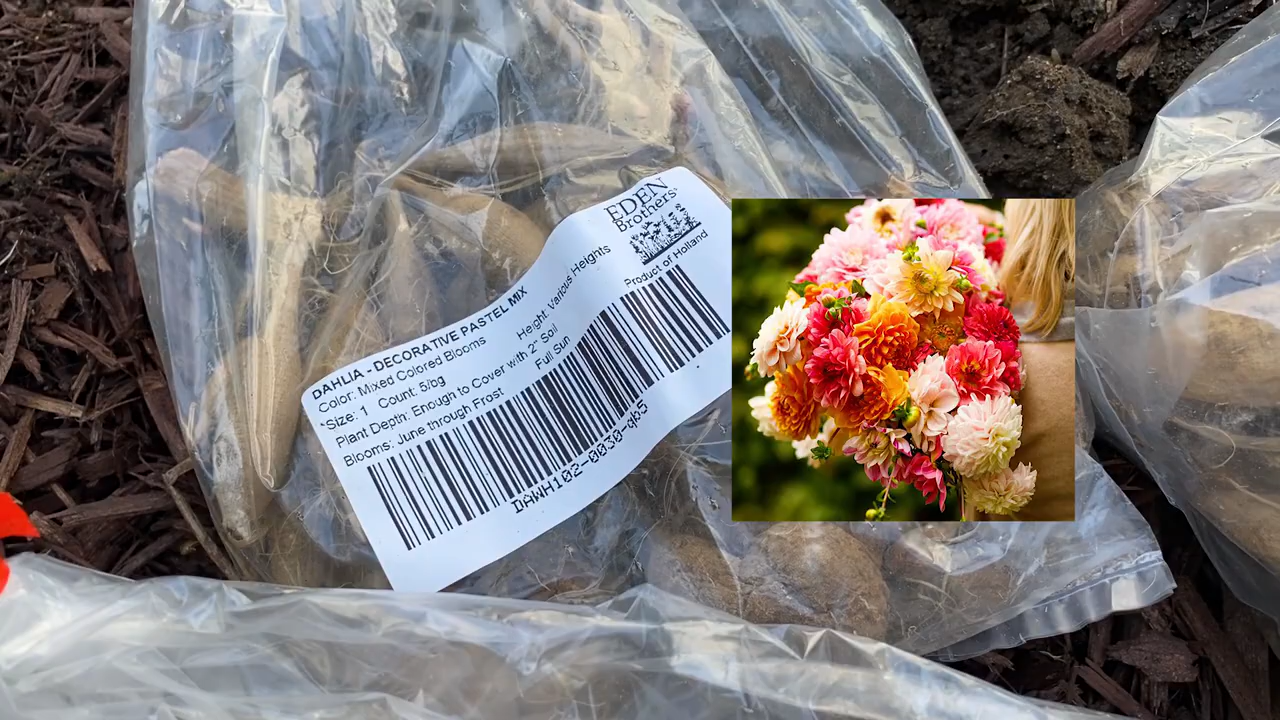 EDEN
Brothers
Product of Holland
DAHLIA - DECORATIVE PASTEL MIX
Color: Mixed Colored Blooms
*Size: 1 Count: 5/bg Height: Various Heights
Plant Depth: Enough to Cover with 2" Soil
Blooms: June through Frost Full Sun
DAWH102-0030-qb5